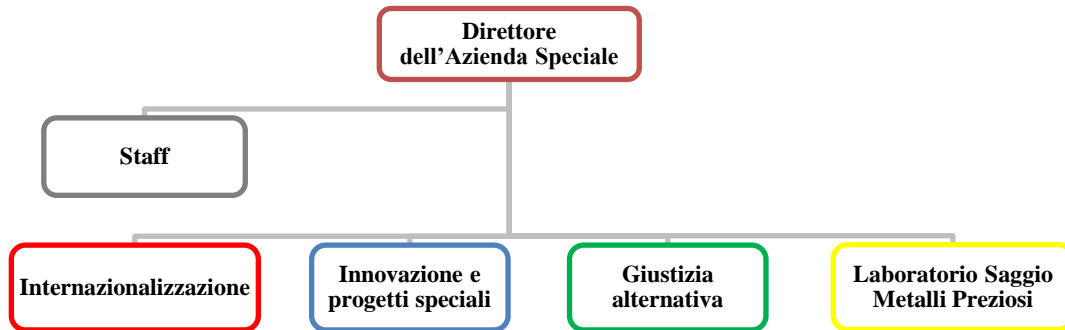 Direttore
dell’Azienda Speciale
Staff
Internazionalizzazione
Innovazione e
progetti speciali
Giustizia
alternativa
Laboratorio Saggio
Metalli Preziosi